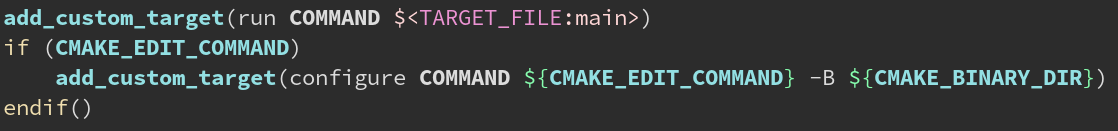 add_custom_target(run COMMAND $<TARGET_FILE:main>)
if (CMAKE_EDIT_COMMAND)
    add_custom_target(configure COMMAND ${CMAKE_EDIT_COMMAND} -B ${CMAKE_BINARY_DIR})
endif()